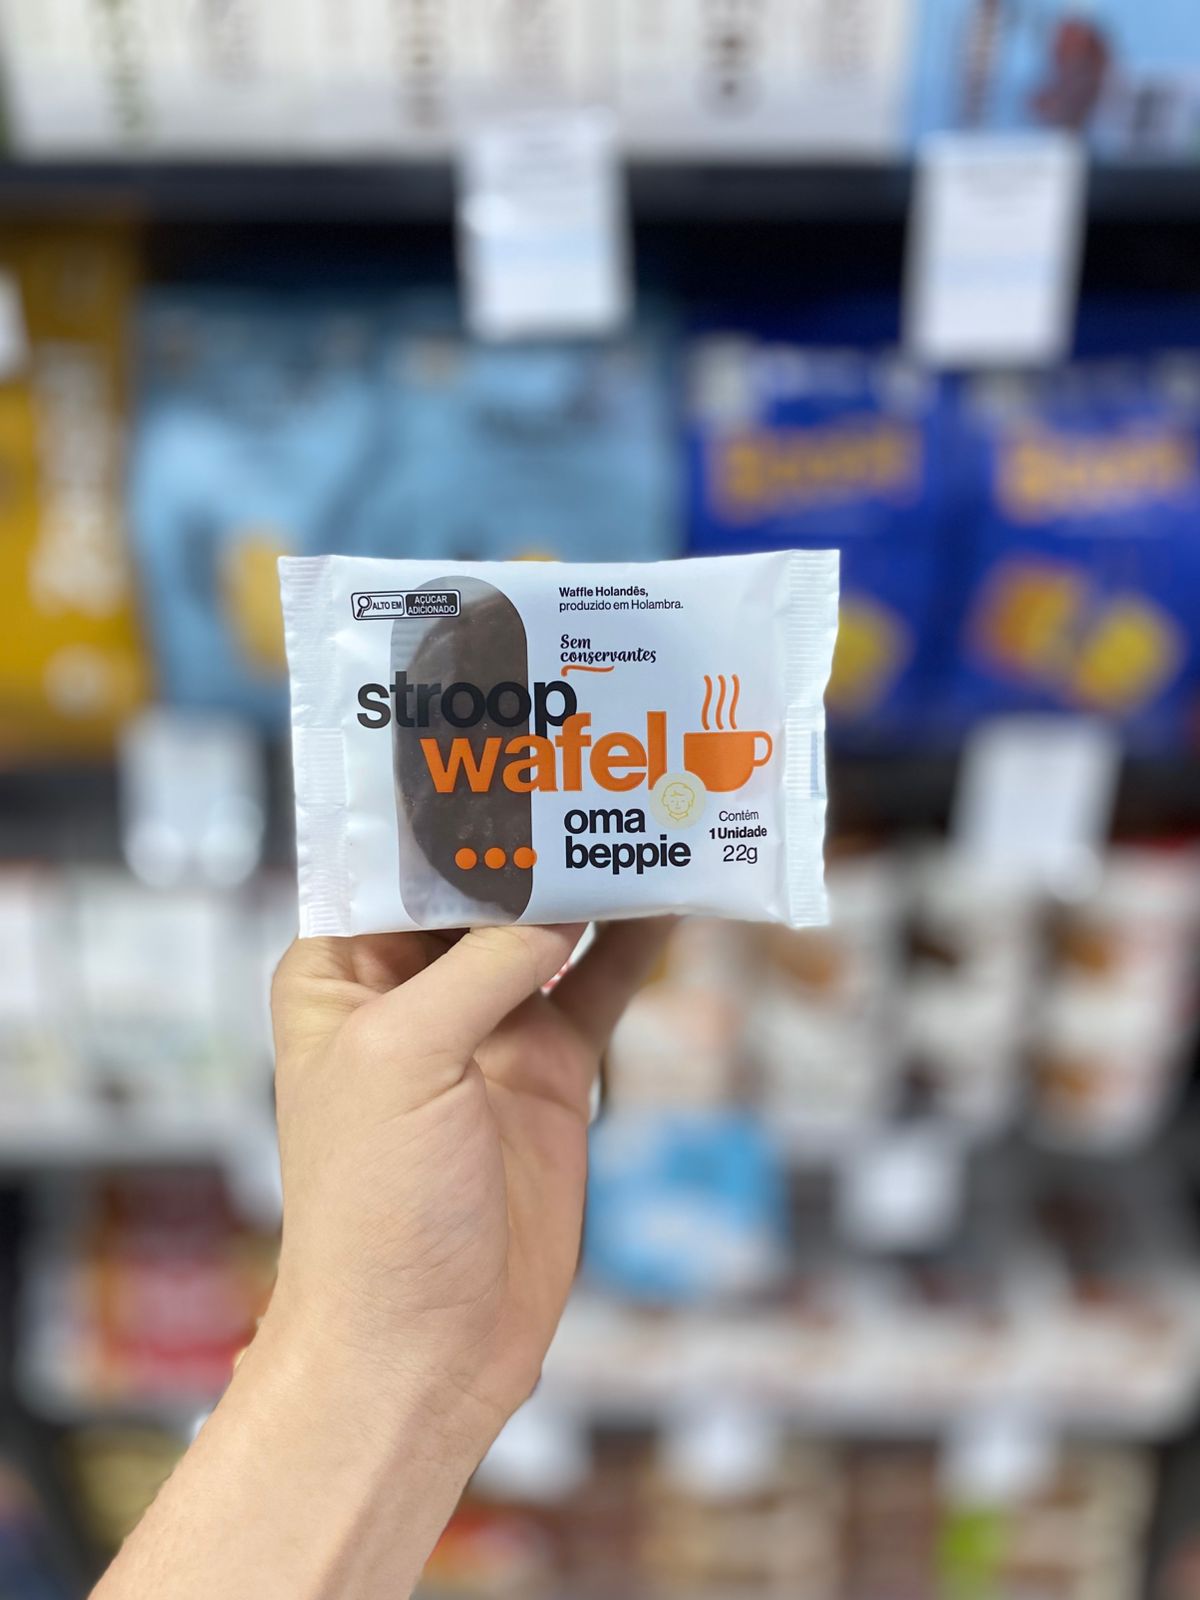 ALTO EM
AÇÚCAR
ADICIONADO
Waffle Holandês,
produzido em Holambra.
Sem
conservantes
stroop
wafel
oma
beppie
Contém
1 Unidade
22g